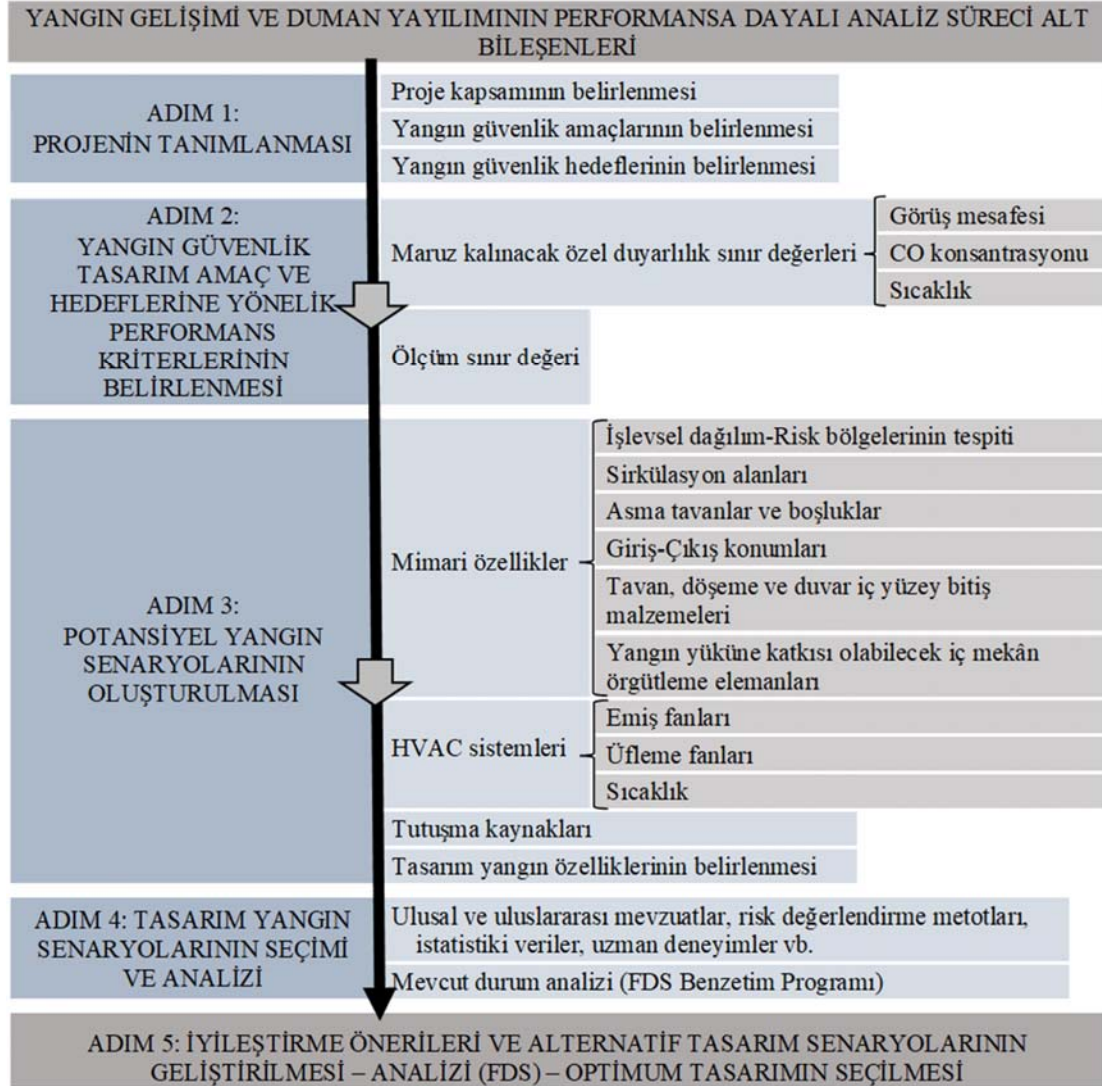 YANGIN GELİŞİMİ VE DUMAN YAYILIMININ PERFORMANSA DAYALI ANALİZ SÜRECİ ALT
BİLEŞENLERİ
ADIM 1:
PROJENİN TANIMLANMASI
Proje kapsamının belirlenmesi
Yangın güvenlik amaçlarının belirlenmesi
Yangın güvenlik hedeflerinin belirlenmesi
ADIM 2:
YANGIN GÜVENLİK
TASARIM AMAÇ VE
HEDEFLERİNE YÖNELİK
PERFORMANS
KRİTERLERİNİN
BELİRLENMESİ
Maruz kalınacak özel duyarlılık sınır değerleri
Görüş mesafesi
CO konsantrasyonu
Sıcaklık
Ölçüm sınır değeri
ADIM 3:
POTANSİYEL YANGIN
SENARYOLARININ
OLUŞTURULMASI
Mimari özellikler
İşlevsel dağılım-Risk bölgelerinin tespiti
Sirkülasyon alanları
Asma tavanlar ve boşluklar
Giriş-Çıkış konumları
Tavan, döşeme ve duvar iç yüzey bitiş
malzemeleri
Yangın yüküne katkısı olabilecek iç mekân
örgütleme elemanları
HVAC sistemleri
Emiş fanları
Üfleme fanları
Sıcaklık
Tutuşma kaynakları
Tasarım yangın özelliklerinin belirlenmesi
ADIM 4: TASARIM YANGIN
SENARYOLARININ SEÇİMİ
VE ANALİZİ
Ulusal ve uluslararası mevzuatlar, risk değerlendirme metotları,
istatistiki veriler, uzman deneyimler vb.
Mevcut durum analizi (FDS Benzetim Programı)
ADIM 5: İYİLEŞTİRME ÖNERİLERİ VE ALTERNATİF TASARIM SENARYOLARININ
GELİŞTİRİLMESİ – ANALİZİ (FDS) – OPTIMUM TASARIMIN SEÇİLMESİ